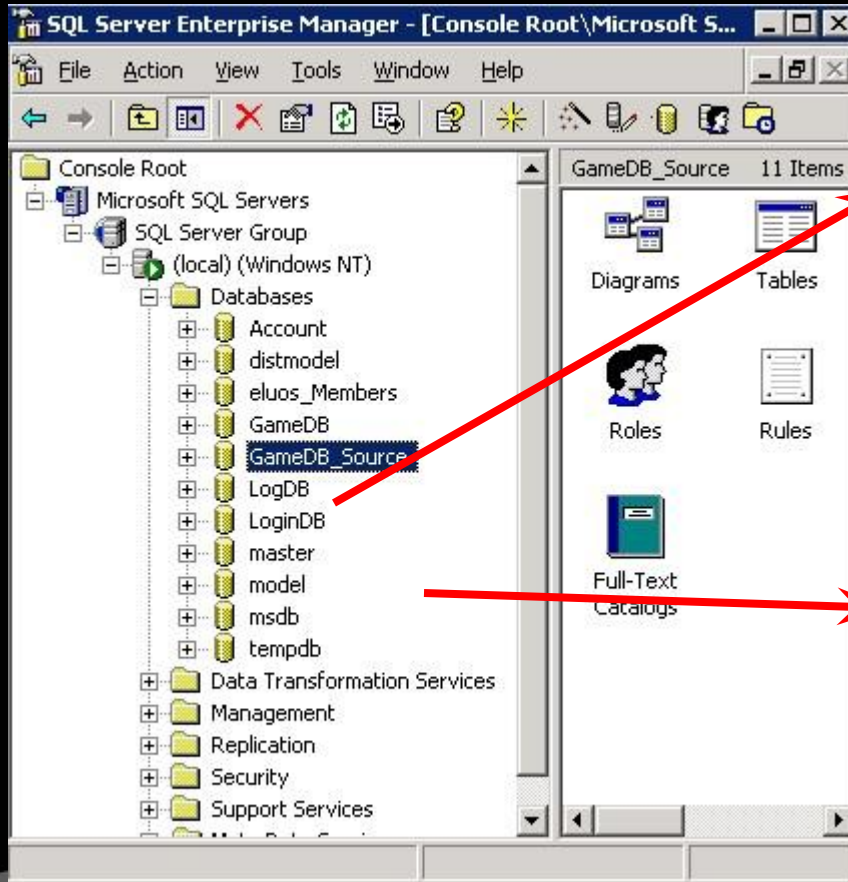 SQL Server Enterprise Manager - [Console Root\Microsoft S...
File Action View Tools Window Help
Console Root
Microsoft SQL Servers
SQL Server Group
(local) (Windows NT)
Databases
Account
distmodel
eluos_Members
GameDB
GameDB_Source
LogDB
LoginDB
master
model
msdb
tempdb
Data Transformation Services
Management
Replication
Security
Support Services
GameDB_Source 11 Items
Diagrams
Tables
Roles
Rules
Full-Text
Catalogs